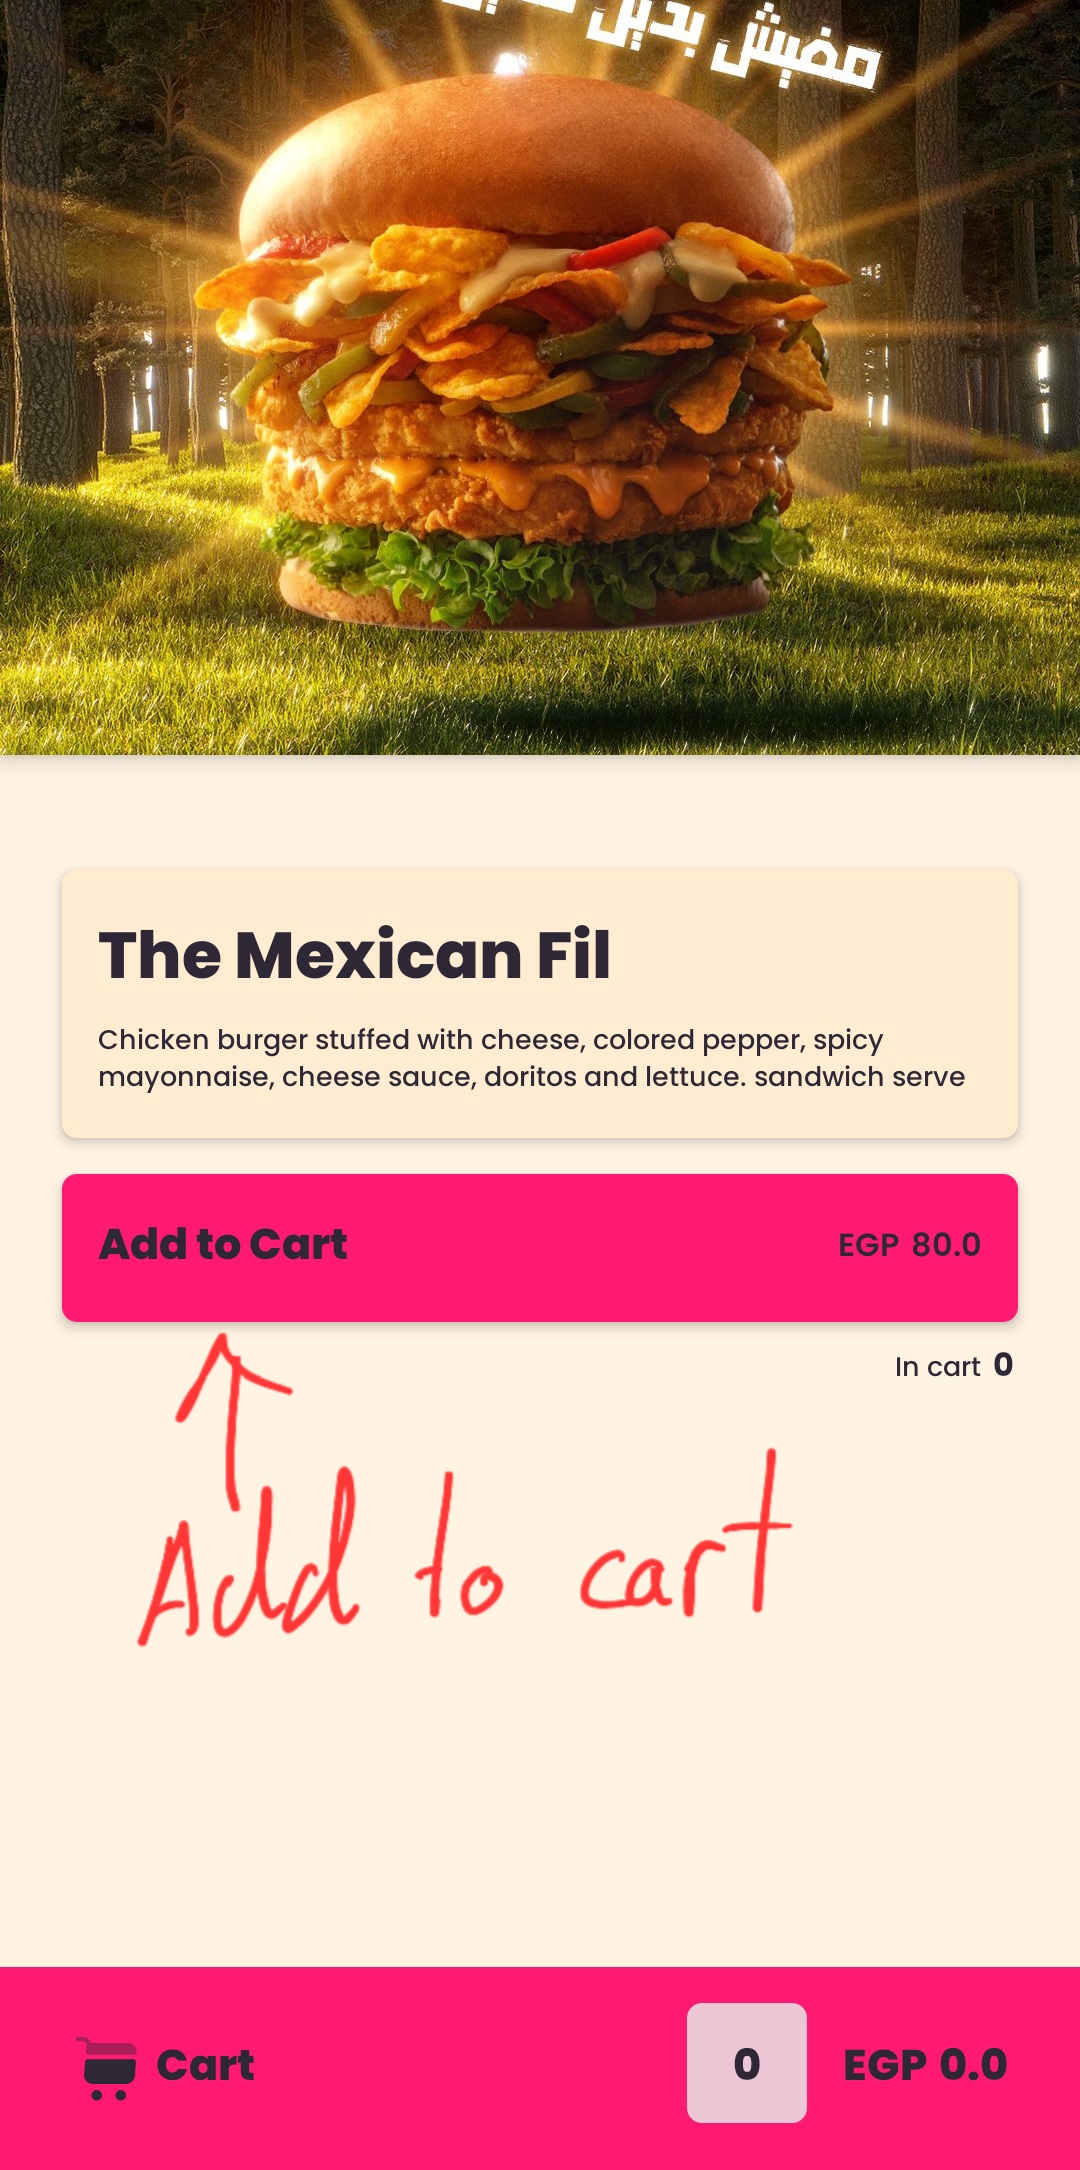 مفيش بديل
The Mexican Fil
Chicken burger stuffed with cheese, colored pepper, spicy
mayonnaise, cheese sauce, doritos and lettuce. sandwich serve
Add to Cart EGP 80.0
In cart 0
Add to cart
Cart 0 EGP 0.0